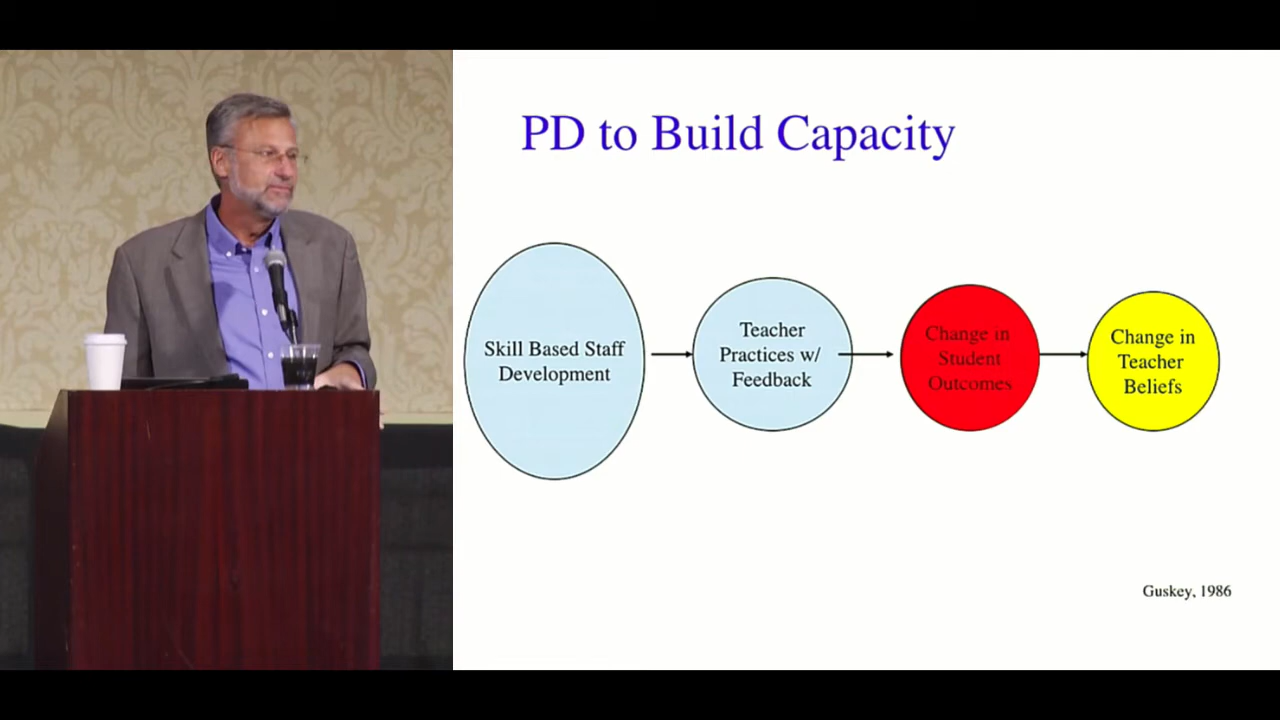 PD to Build Capacity
Skill Based Staff
Development
Teacher
Practices w/
Feedback
Change in
Student
Outcomes
Change in
Teacher
Beliefs
Guskey, 1986